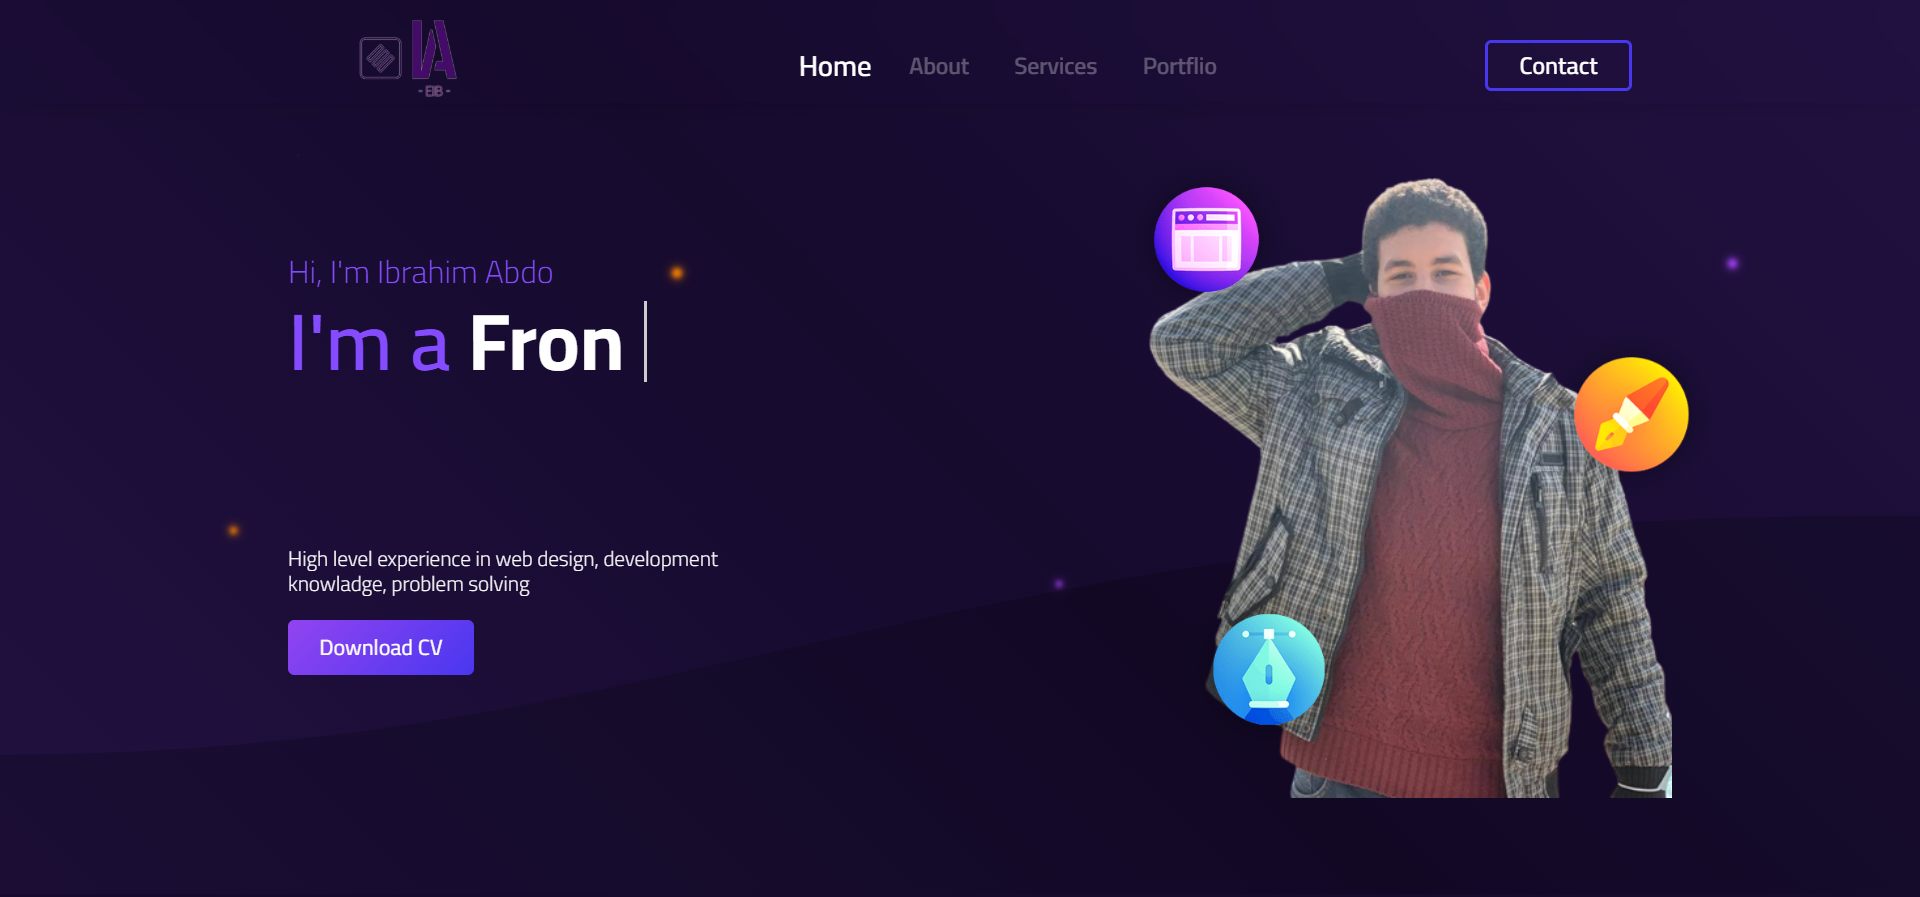 IA
- EIB -
Home About Services Portflio Contact
Hi, I'm Ibrahim Abdo
I'm a Fron
High level experience in web design, development
knowladge, problem solving
Download CV